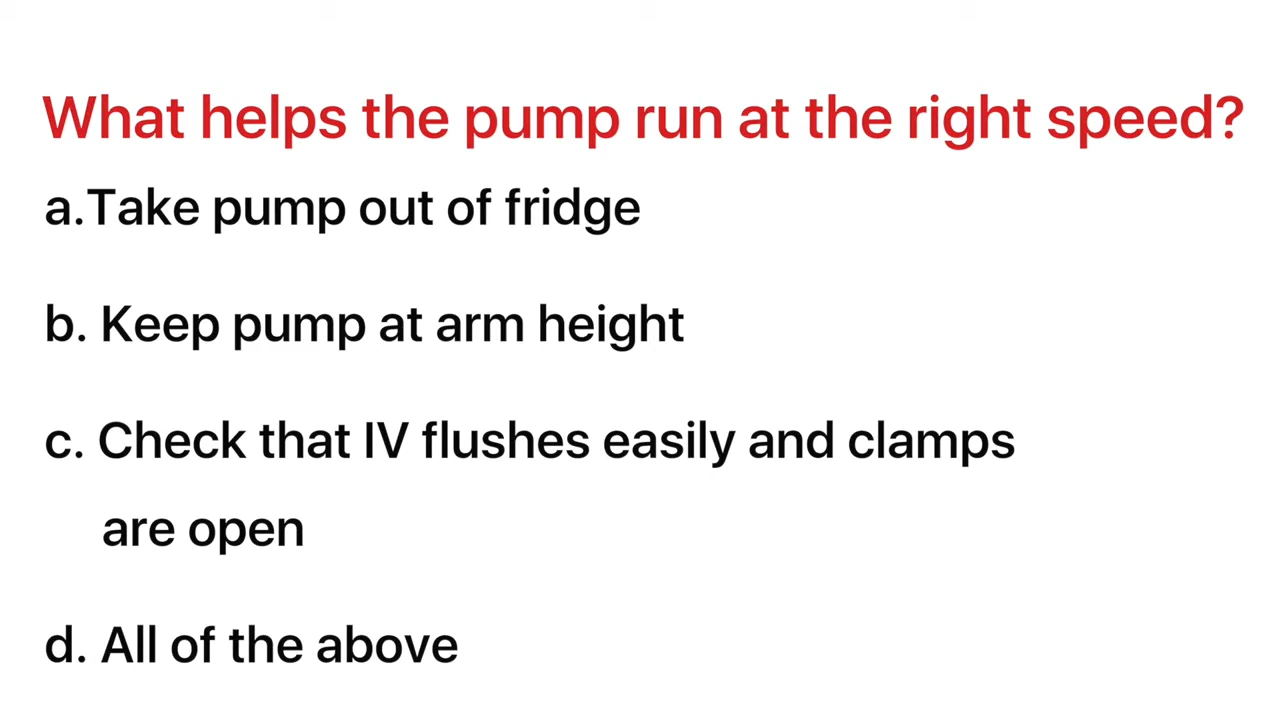 What helps the pump run at the right speed?
a.Take pump out of fridge
b. Keep pump at arm height
c. Check that IV flushes easily and clamps
are open
d. All of the above